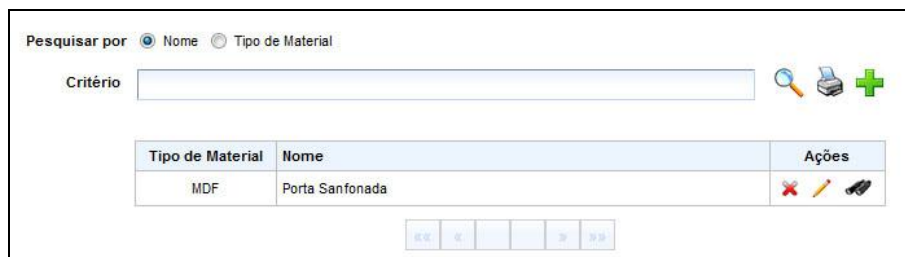 Pesquisar por Nome Tipo de Material
Critério
Tipo de Material Nome Ações
MDF Porta Sanfonada
«« « » »»